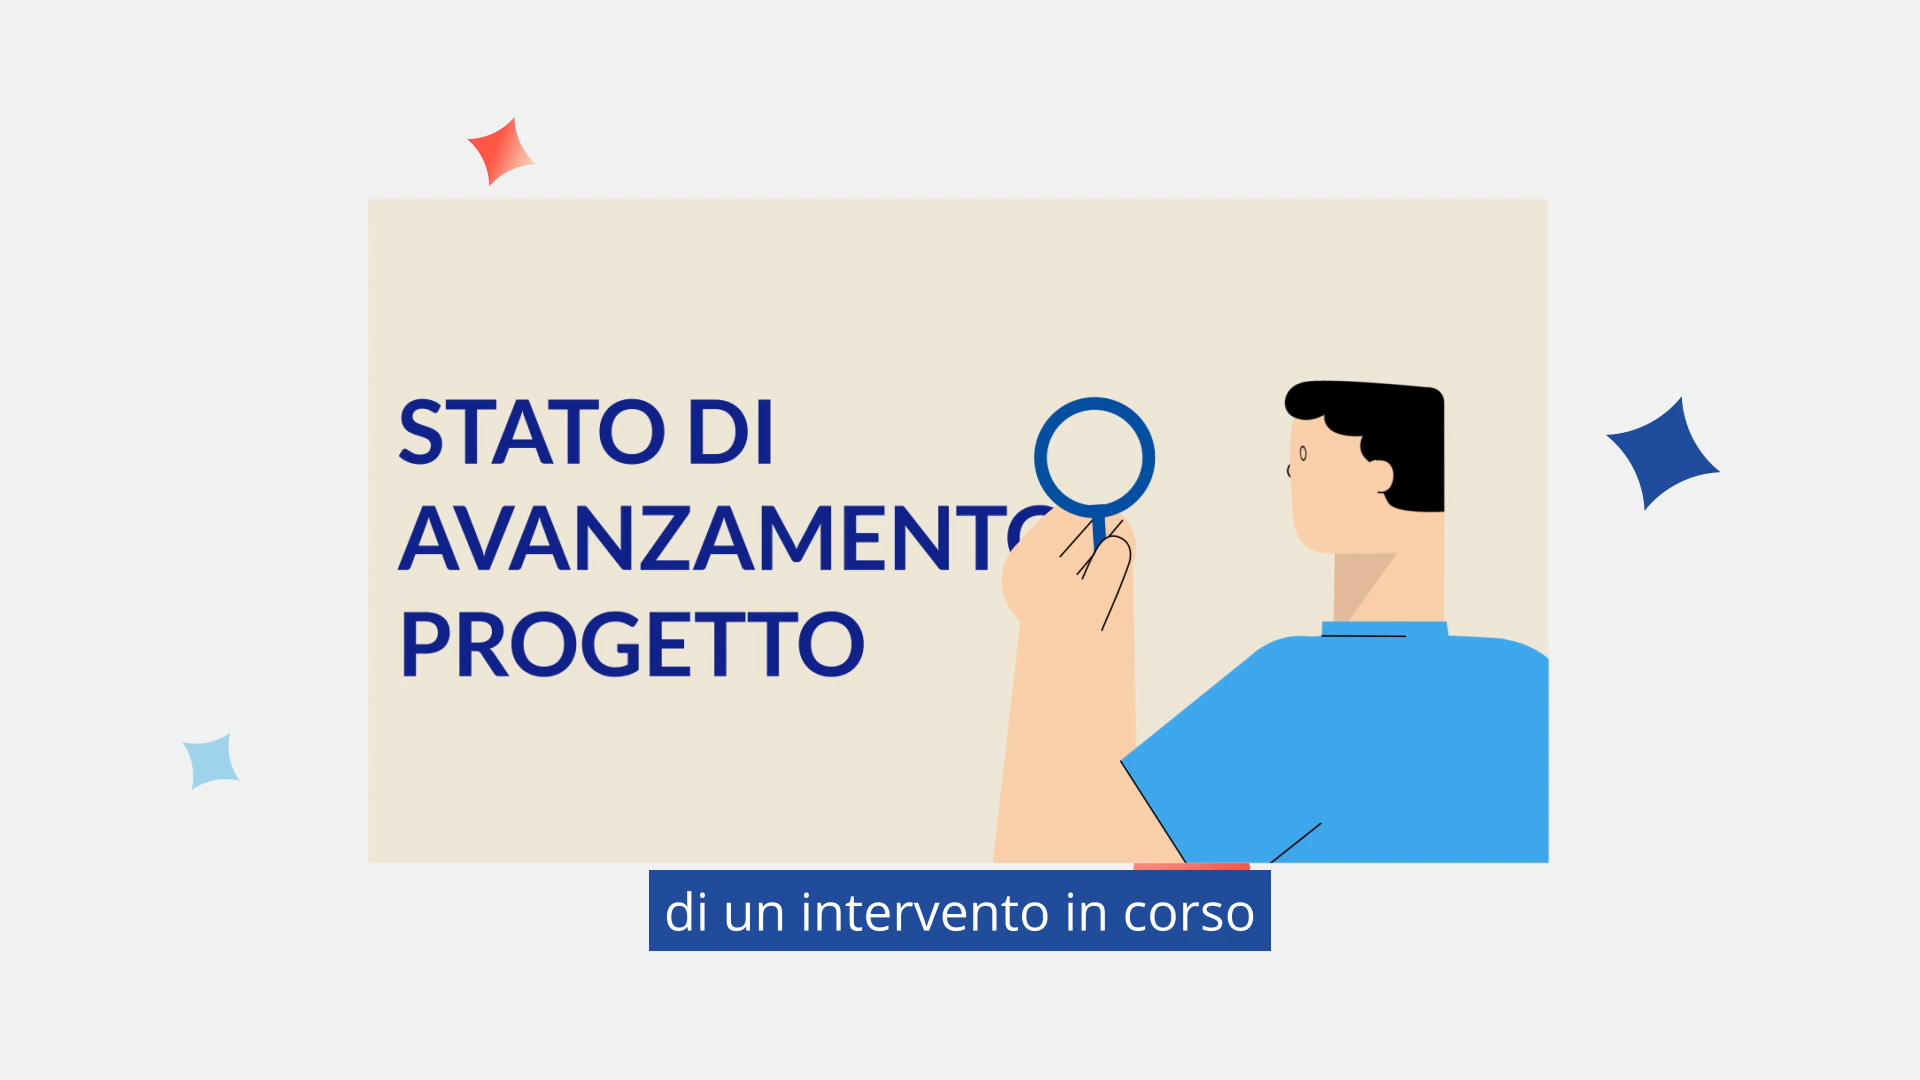 STATO DI
AVANZAMENTO
PROGETTO
di un intervento in corso